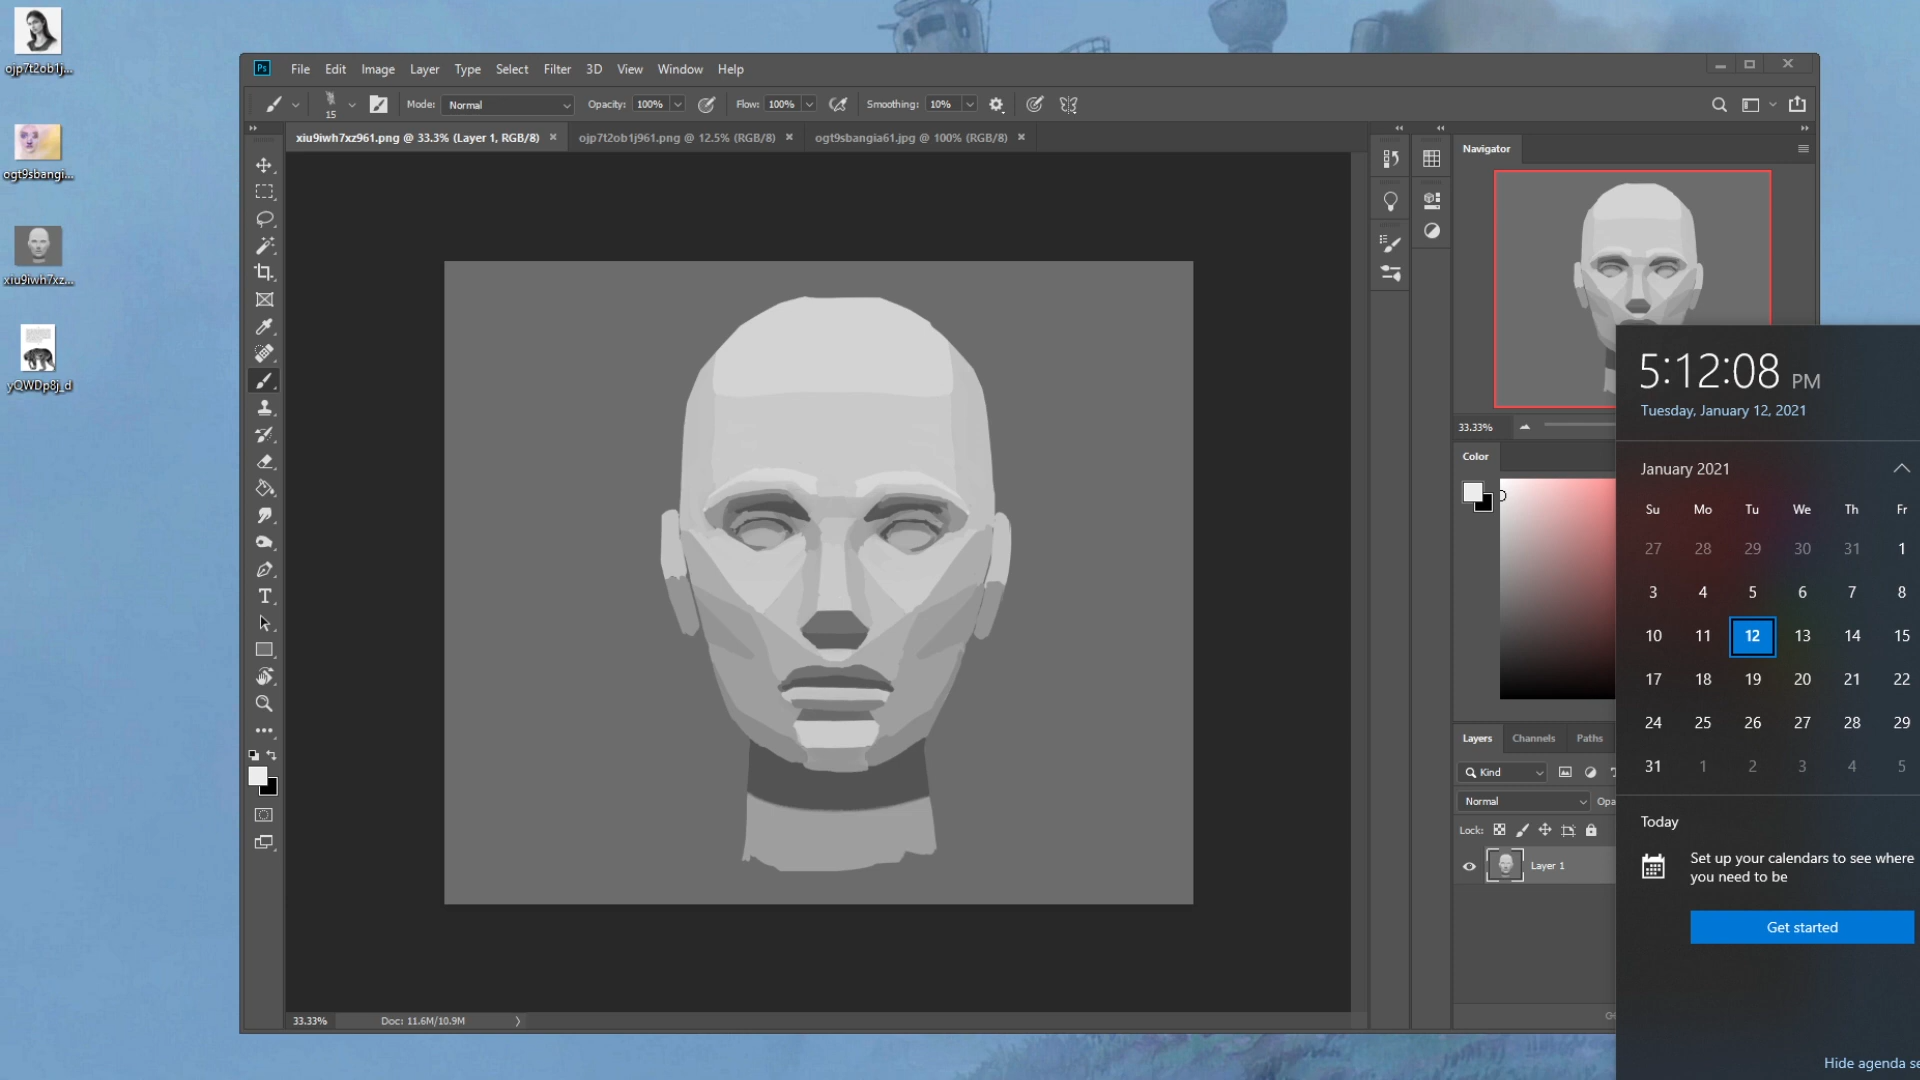 ojp7t2ob1j...
ogt9sbangi...
xiu9iwh7xz...
yQWDp8j_d
Ps File Edit Image Layer Type Select Filter 3D View Window Help
15 Mode: Normal Opacity: 100% Flow: 100% Smoothing: 10%
xiu9iwh7xz961.png @ 33.3% (Layer 1, RGB/8) ojp7t2ob1j961.png @ 12.5% (RGB/8) ogt9sbangia61.jpg @ 100% (RGB/8)
33.33% Doc: 11.6M/10.9M
Navigator
33.33%
Color
Layers Channels Paths
Kind
Normal Opa
Lock:
Layer 1
5:12:08 PM
Tuesday, January 12, 2021
January 2021
Su Mo Tu We Th Fr
27 28 29 30 31 1
3 4 5 6 7 8
10 11 12 13 14 15
17 18 19 20 21 22
24 25 26 27 28 29
31 1 2 3 4 5
Today
Set up your calendars to see where
you need to be
Get started
Hide agenda se